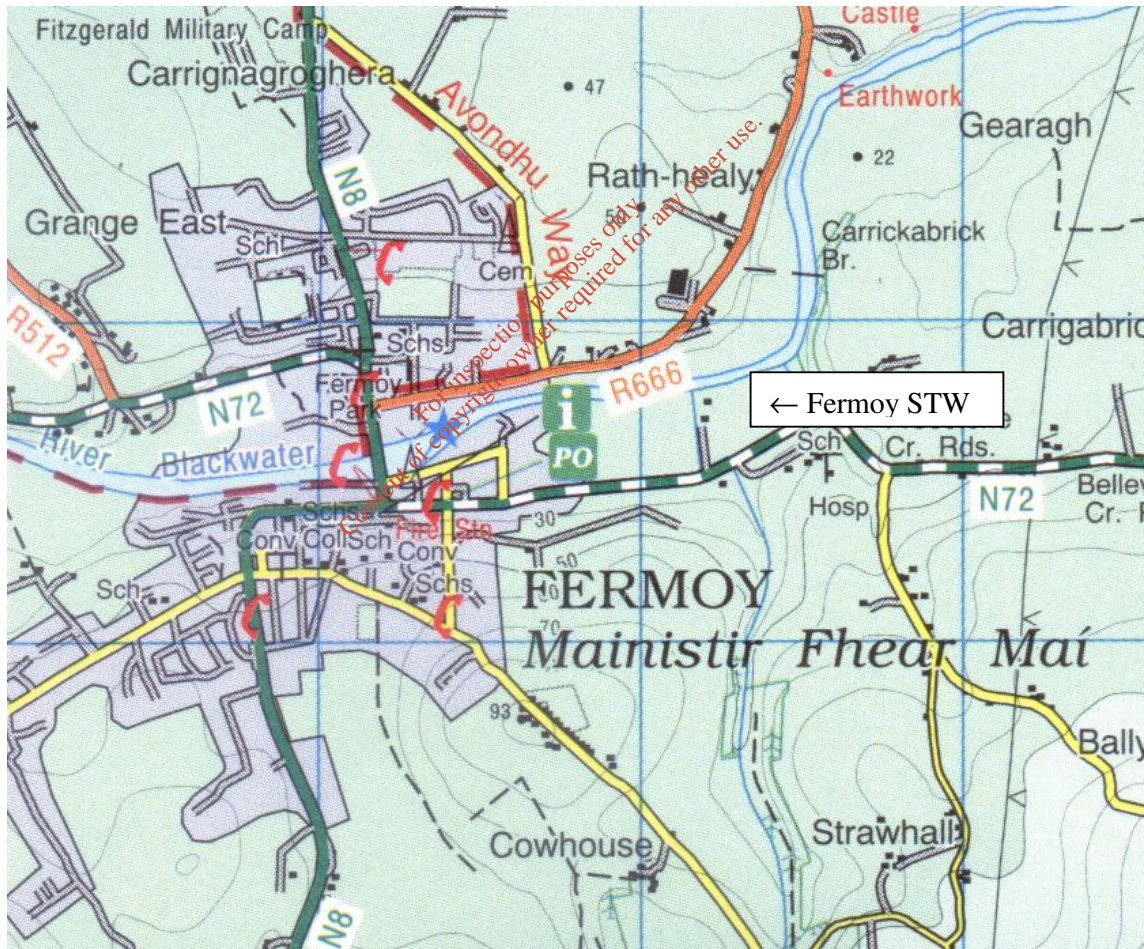 Castle
Fitzgerald Military Camp
Carrignagroghera
47
Earthwork
Avondhu Way
Gearagh
22
N8
Rath-healy
Grange East
Sch
Carrickabrick
Br.
Cem
For inspection purposes only.
Consent of copyright owner required for any other use.
R512
Schs
Fermoy
Park
R666
N72
i
← Fermoy STW
River Blackwater
PO
Sch
Cr. Rds.
Schs
Hosp
N72
Cr.
30
Fire Stn
Conv Coll Sch Conv
50
Sch
Schs
FERMOY
70
Mainistir Fhear Maí
93
Cowhouse
Strawhall
N8